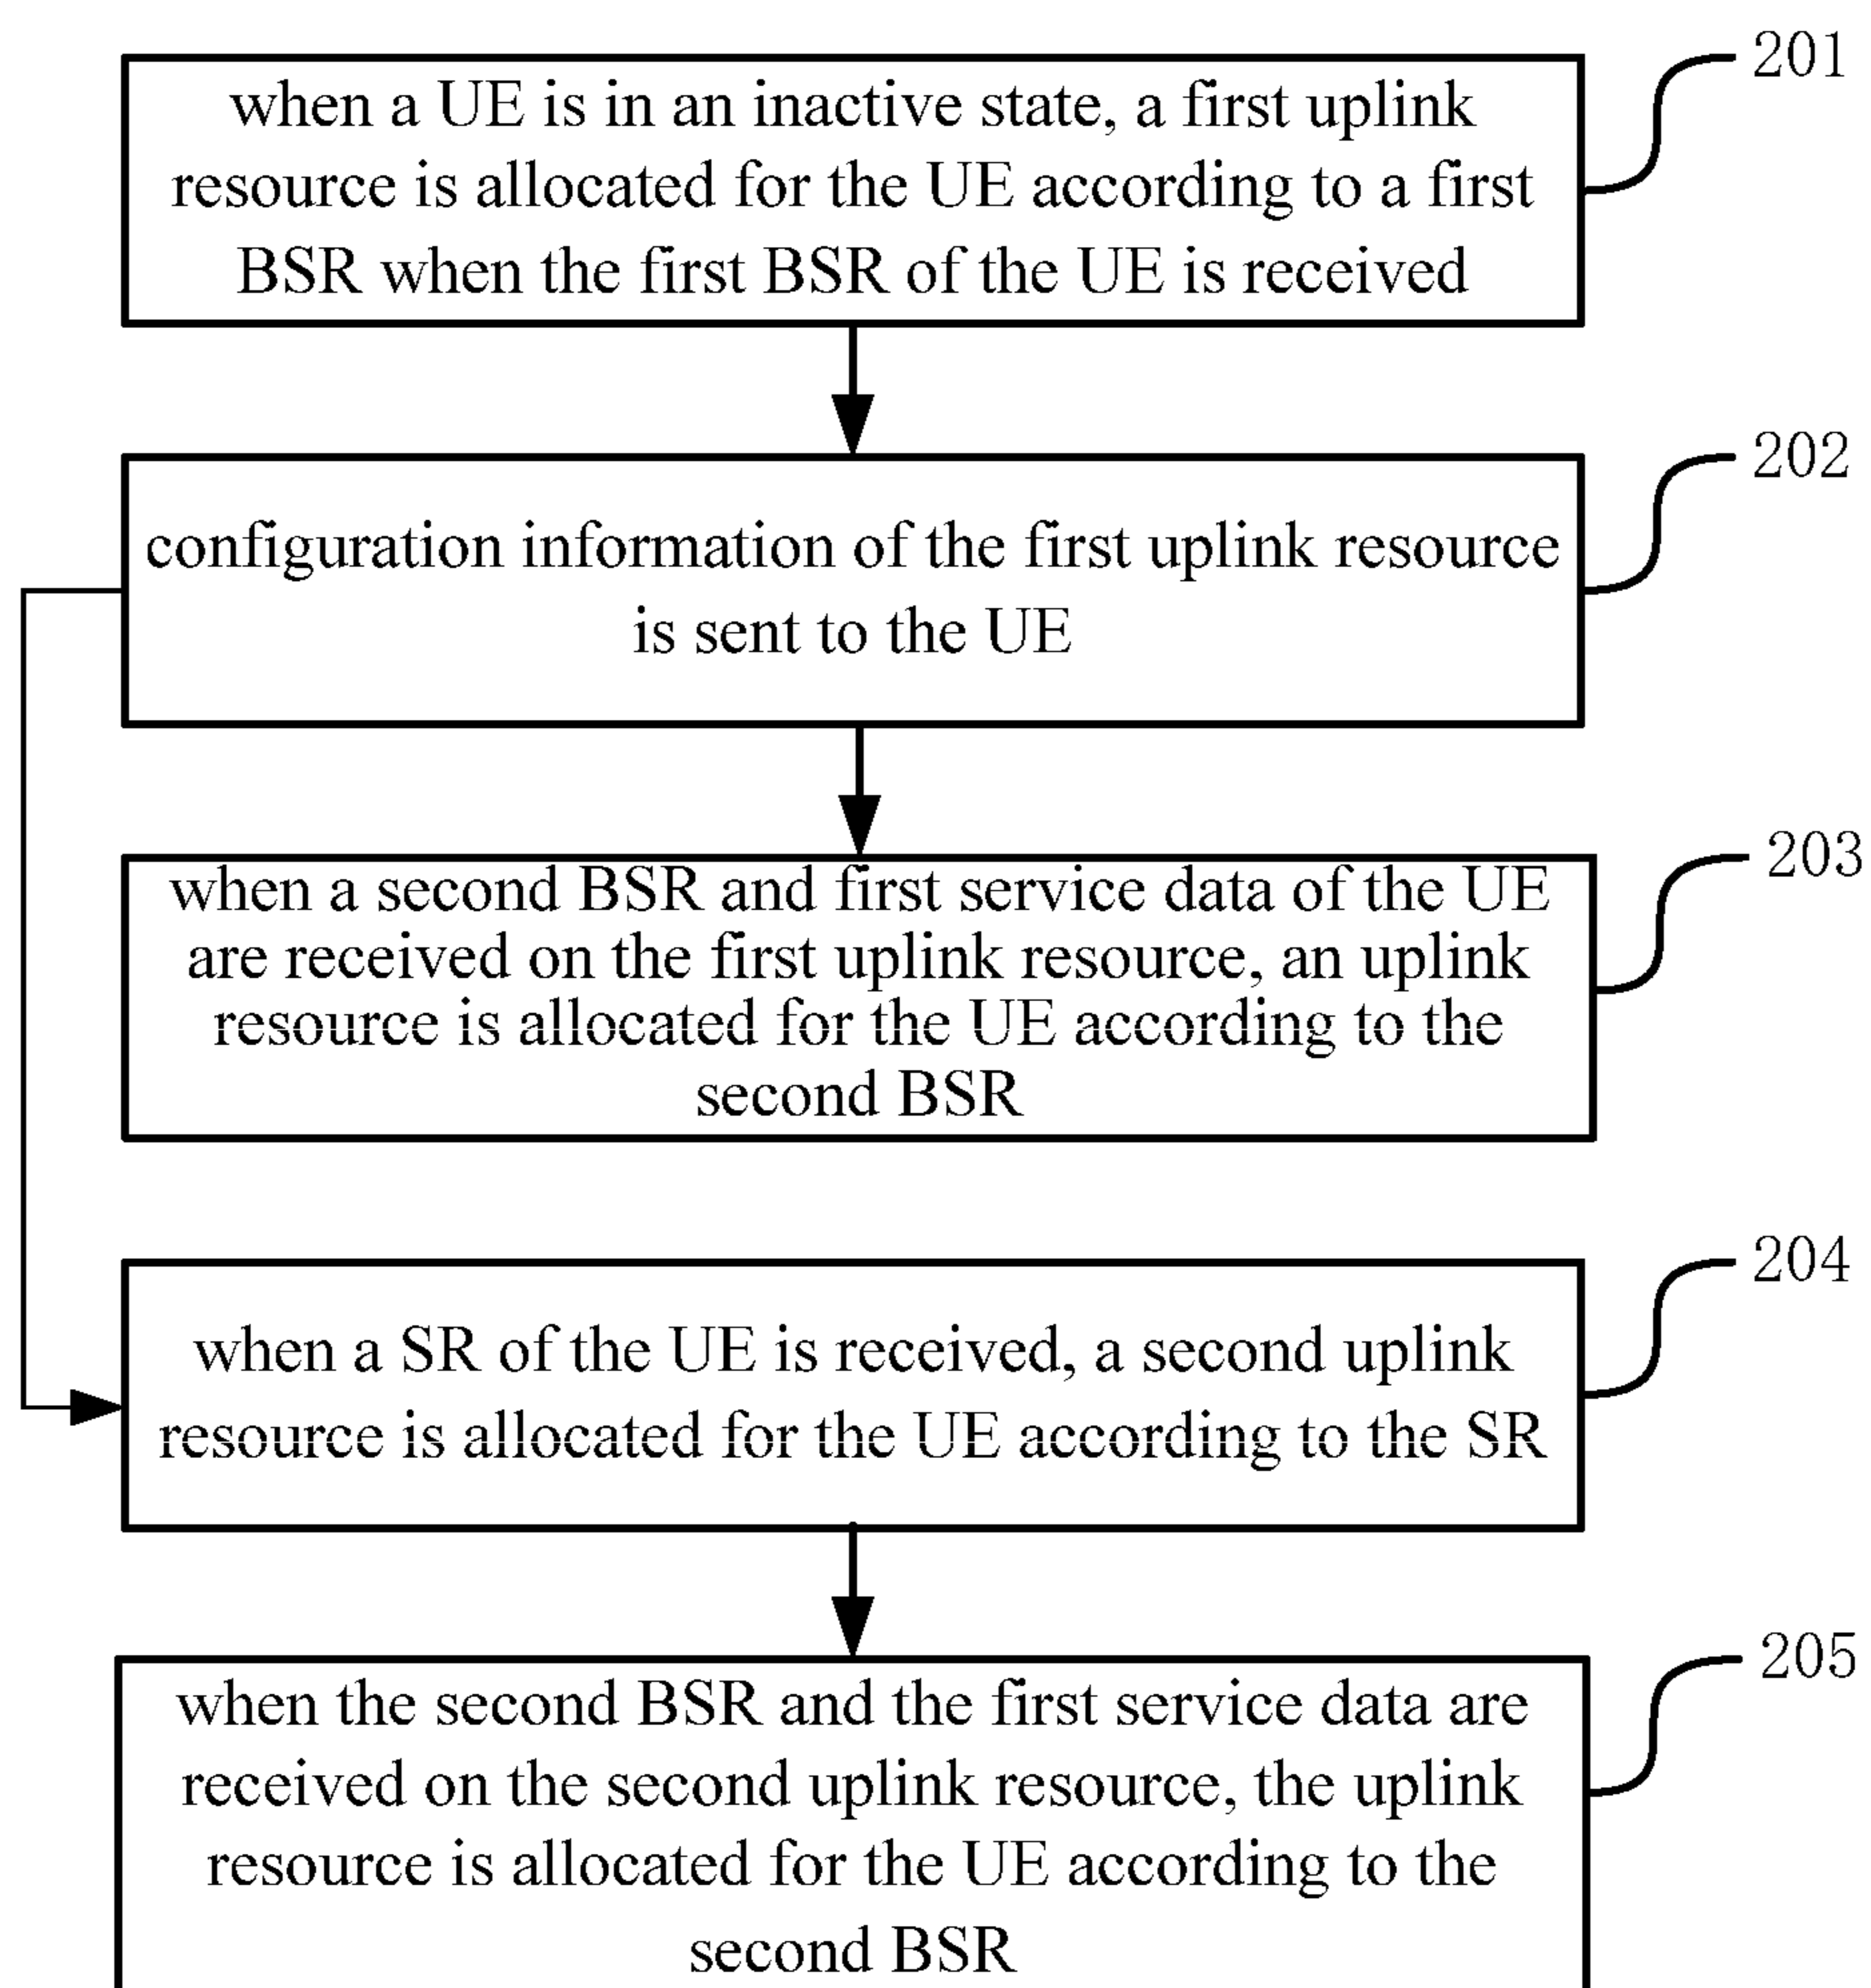 when a UE is in an inactive state, a first uplink
resource is allocated for the UE according to a first
BSR when the first BSR of the UE is received
201
configuration information of the first uplink resource
is sent to the UE
202
when a second BSR and first service data of the UE
are received on the first uplink resource, an uplink
resource is allocated for the UE according to the
second BSR
203
when a SR of the UE is received, a second uplink
resource is allocated for the UE according to the SR
204
when the second BSR and the first service data are
received on the second uplink resource, the uplink
resource is allocated for the UE according to the
second BSR
205